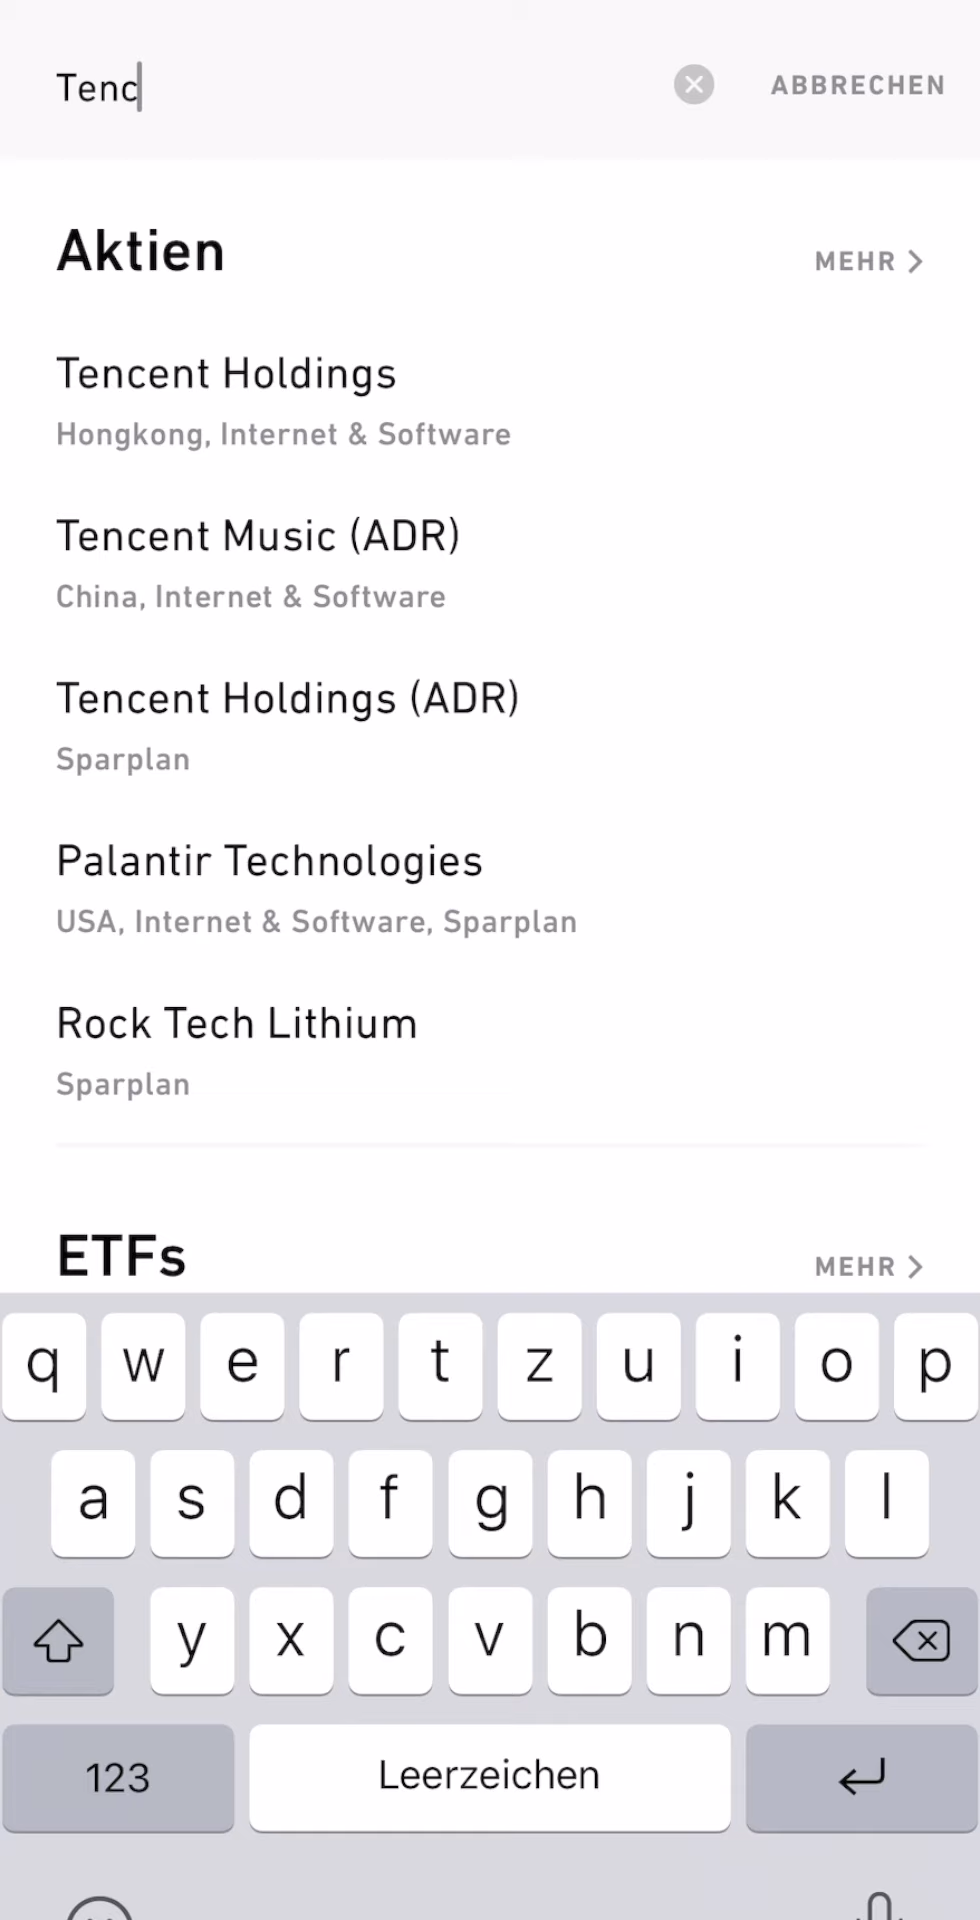 Tenc
ABBRECHEN
Aktien
MEHR
Tencent Holdings
Hongkong, Internet & Software
Tencent Music (ADR)
China, Internet & Software
Tencent Holdings (ADR)
Sparplan
Palantir Technologies
USA, Internet & Software, Sparplan
Rock Tech Lithium
Sparplan
ETFs
MEHR
q w e r t z u i o p
a s d f g h j k l
y x c v b n m
123 Leerzeichen